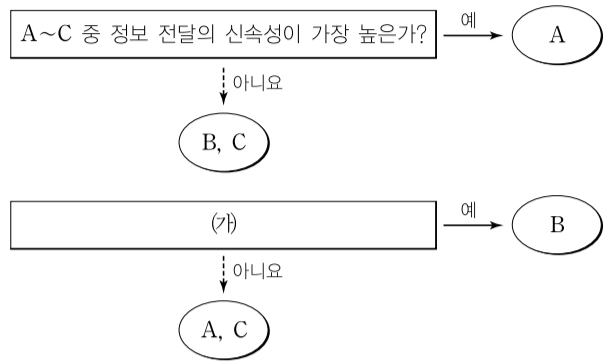 A～C 중 정보 전달의 신속성이 가장 높은가?
예
A
아니요
B, C
(가)
예
B
아니요
A, C